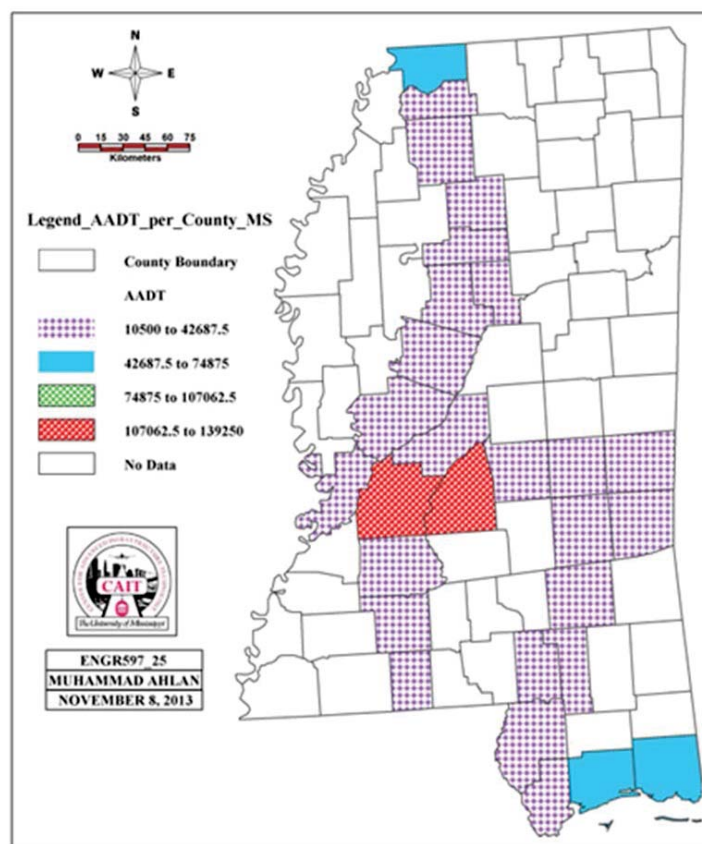 N
W E
S
0 15 30 45 60 75
Kilometers
Legend_AADT_per_County_MS
County Boundary
AADT
10500 to 42687.5
42687.5 to 74875
74875 to 107062.5
107062.5 to 139250
No Data
CAIT
The University of Mississippi
ENGR597_25
MUHAMMAD AHLAN
NOVEMBER 8, 2013